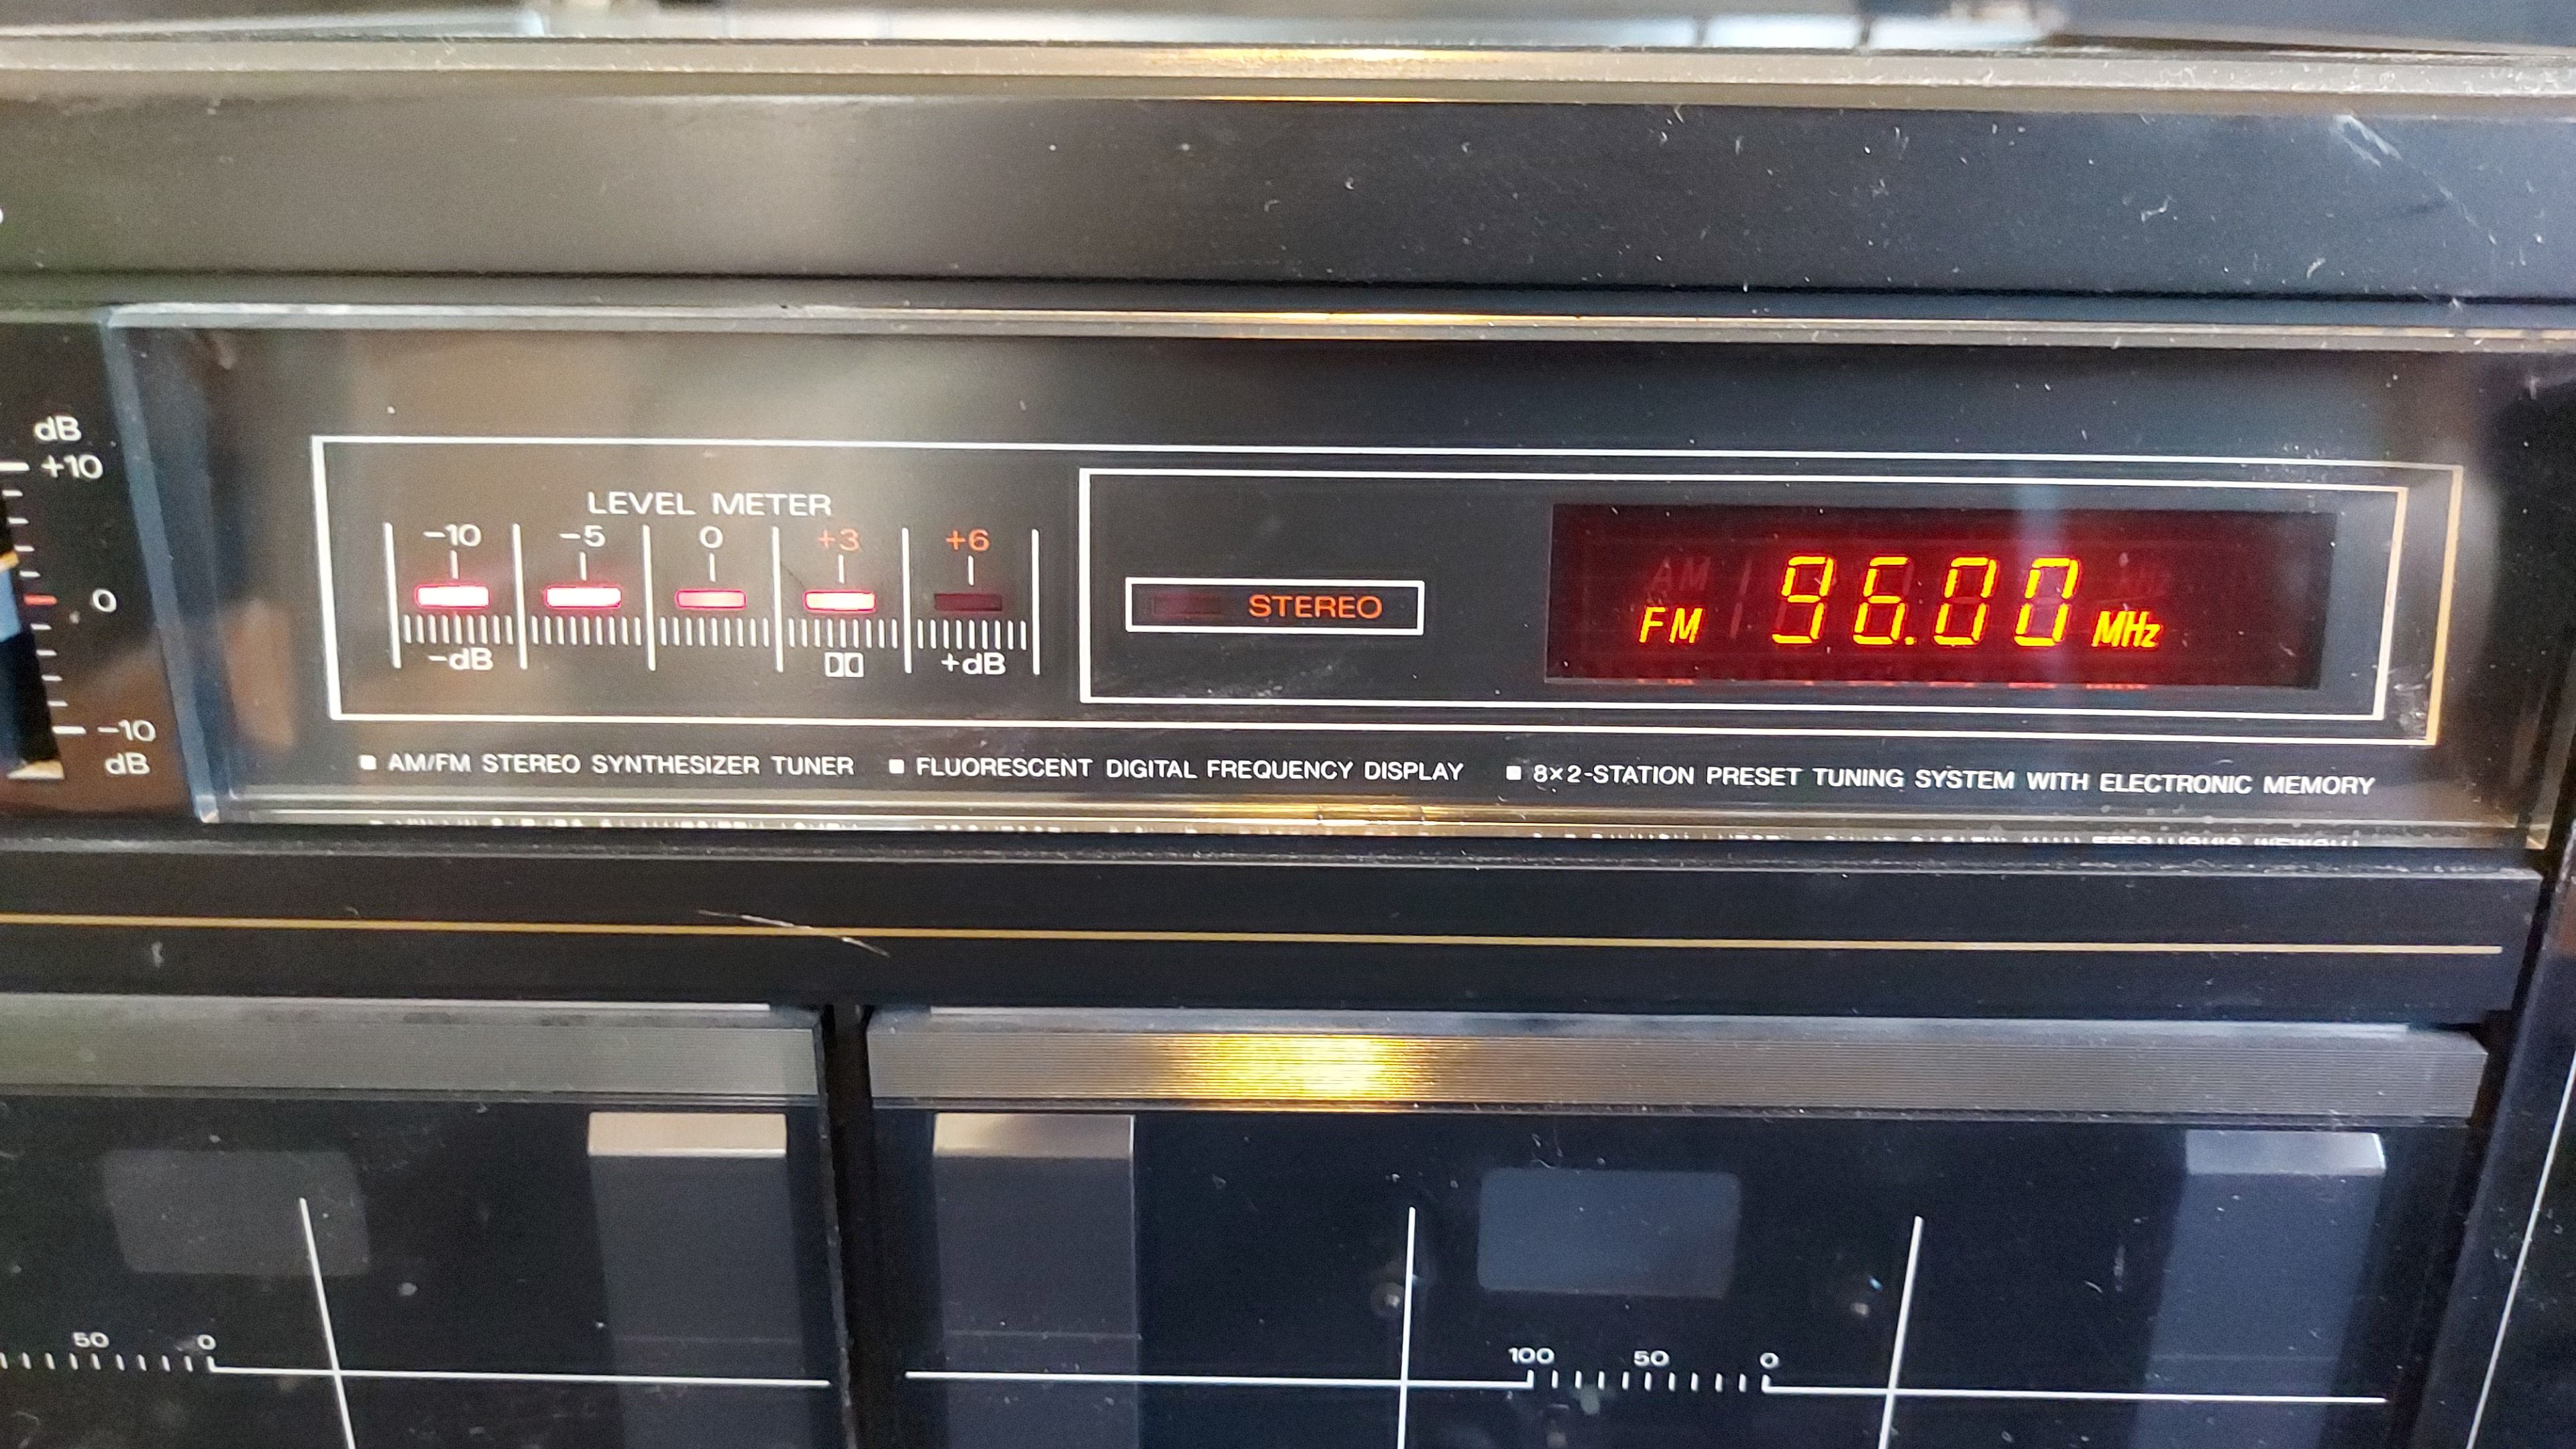 dB
+10
0
-10
dB
LEVEL METER
-10 -5 0 +3 +6
-dB +dB
STEREO
AM kHz
FM 96.00 MHz
■ AM/FM STEREO SYNTHESIZER TUNER ■ FLUORESCENT DIGITAL FREQUENCY DISPLAY ■ 8×2-STATION PRESET TUNING SYSTEM WITH ELECTRONIC MEMORY
50 0
100 50 0